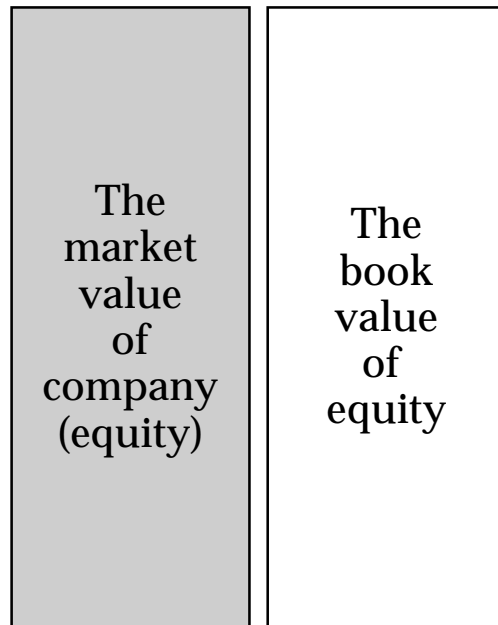 The
market
value
of
company
(equity)
The
book
value
of
equity